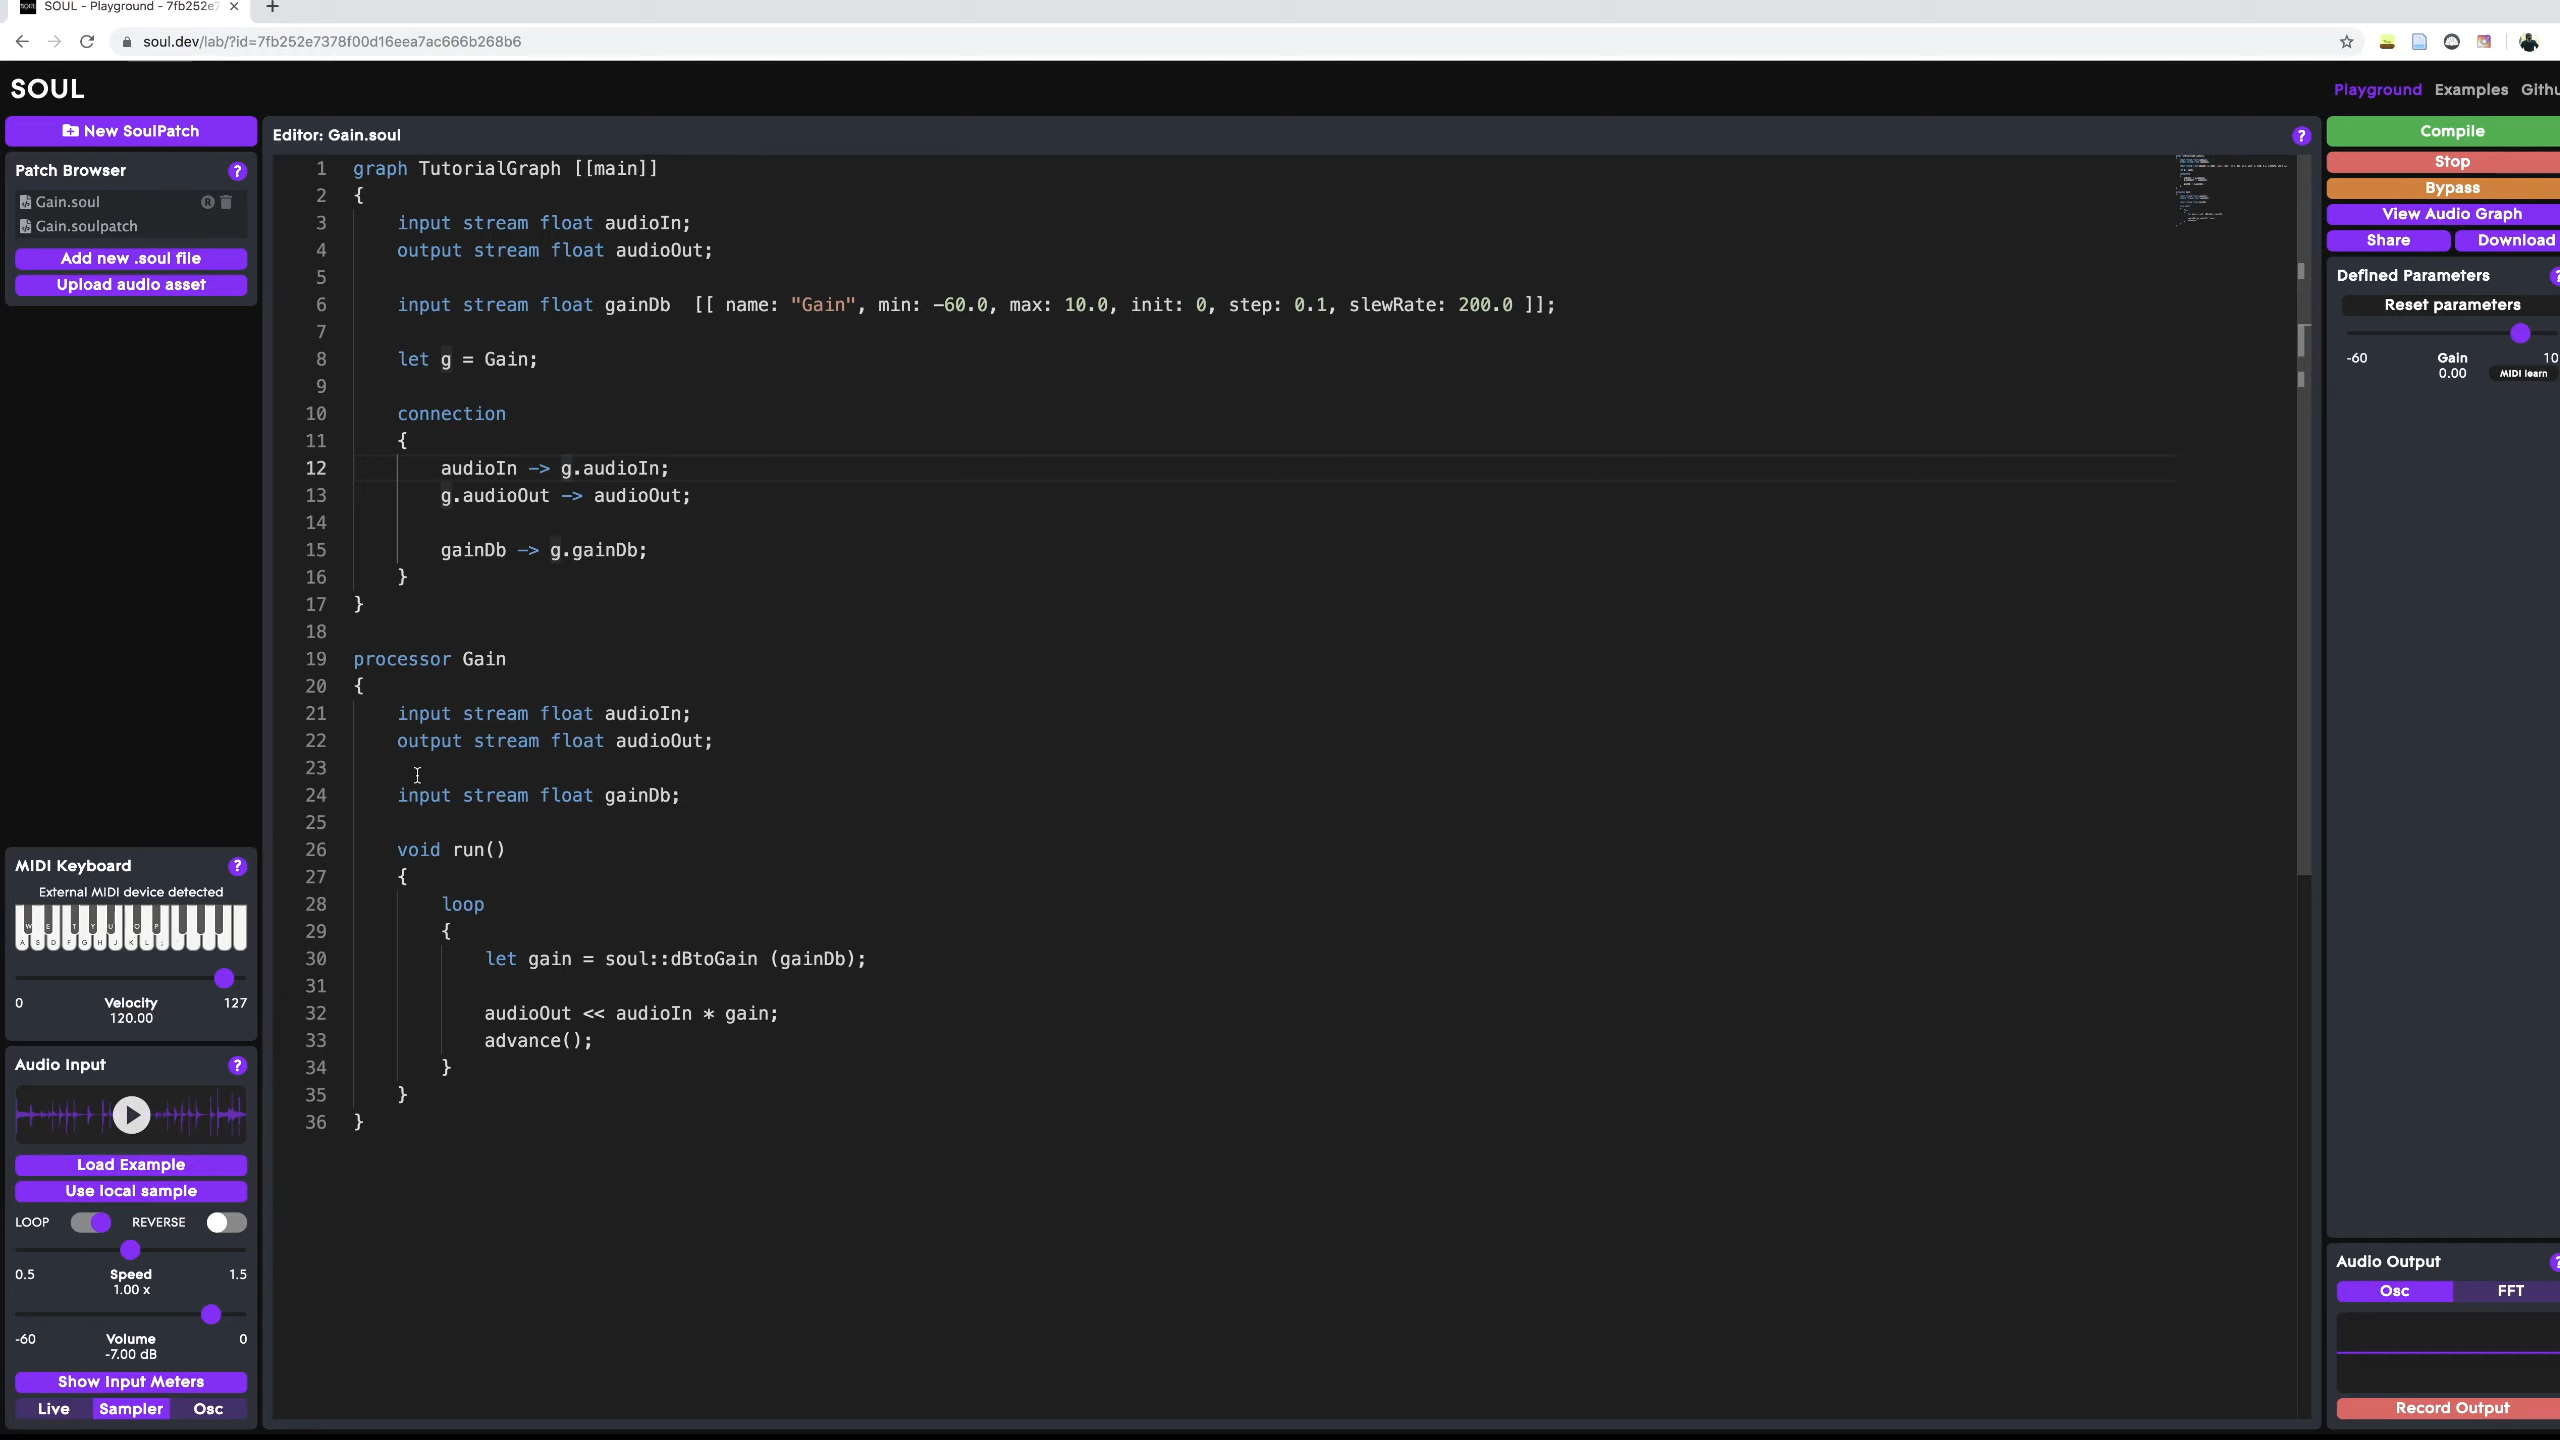 SOUL - Playground - 7fb252e7
soul.dev/lab/?id=7fb252e7378f00d16eea7ac666b268b6
SOUL
Playground Examples Githu
New SoulPatch
Patch Browser ?
Gain.soul R
Gain.soulpatch
Add new .soul file
Upload audio asset
MIDI Keyboard ?
External MIDI device detected
W E T Y U O P
A S D F G H J K L ;
0 Velocity 127
120.00
Audio Input ?
Load Example
Use local sample
LOOP REVERSE
0.5 Speed 1.5
1.00 x
-60 Volume 0
-7.00 dB
Show Input Meters
Live Sampler Osc
Editor: Gain.soul ?
1 graph TutorialGraph [[main]]
2 {
3 input stream float audioIn;
4 output stream float audioOut;
5
6 input stream float gainDb [[ name: "Gain", min: -60.0, max: 10.0, init: 0, step: 0.1, slewRate: 200.0 ]];
7
8 let g = Gain;
9
10 connection
11 {
12 audioIn -> g.audioIn;
13 g.audioOut -> audioOut;
14
15 gainDb -> g.gainDb;
16 }
17 }
18
19 processor Gain
20 {
21 input stream float audioIn;
22 output stream float audioOut;
23
24 input stream float gainDb;
25
26 void run()
27 {
28 loop
29 {
30 let gain = soul::dBtoGain (gainDb);
31
32 audioOut << audioIn * gain;
33 advance();
34 }
35 }
36 }
Compile
Stop
Bypass
View Audio Graph
Share Download
Defined Parameters ?
Reset parameters
-60 Gain 10
0.00 MIDI learn
Audio Output ?
Osc FFT
Record Output